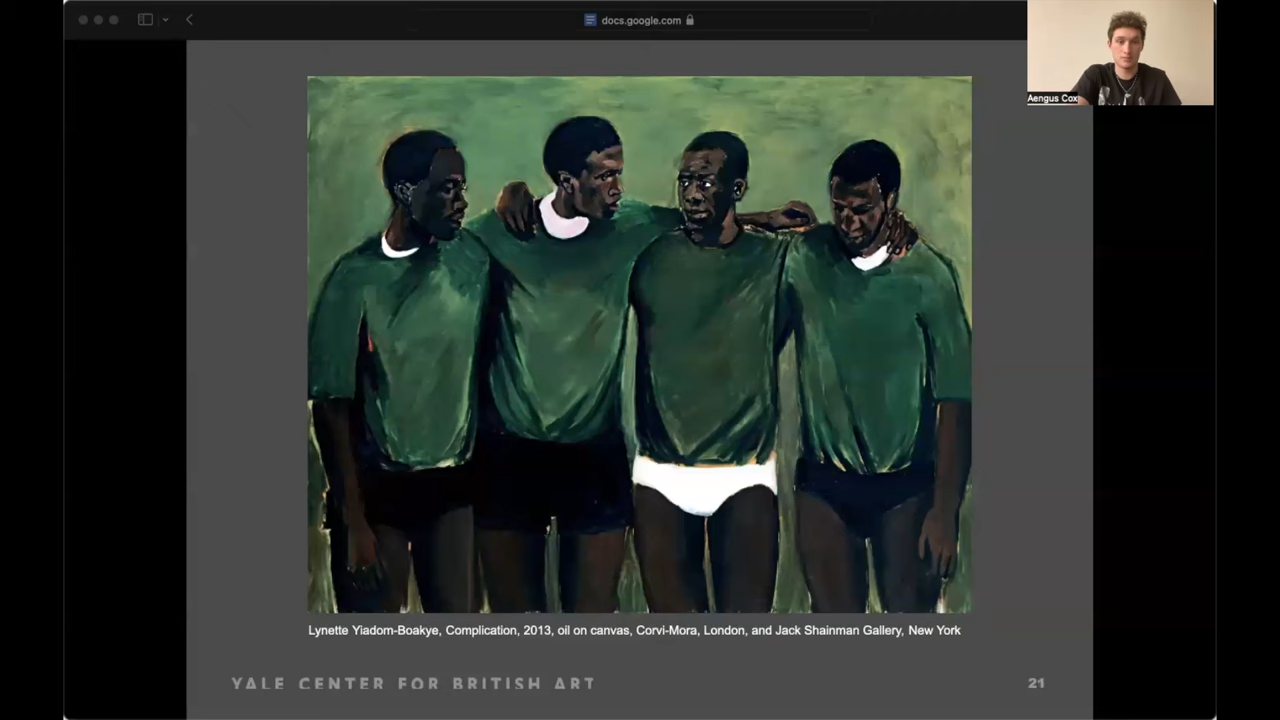 docs.google.com
Aengus Cox
Lynette Yiadom-Boakye, Complication, 2013, oil on canvas, Corvi-Mora, London, and Jack Shainman Gallery, New York
YALE CENTER FOR BRITISH ART
21